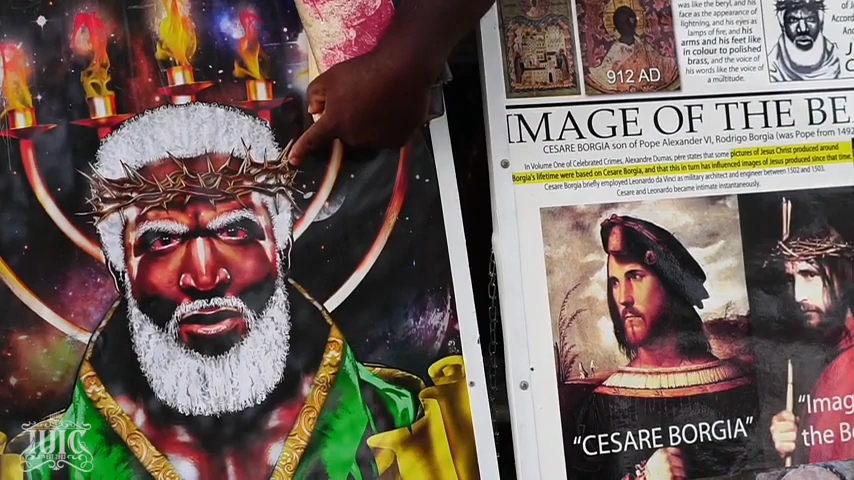 was like the beryl, and his
face as the appearance of
lightning, and his eyes as
lamps of fire, and his
arms and his feet like
in colour to polished
brass, and the voice of
his words like the voice of
a multitude.
912 AD
of J
Accord
And
J
C
IMAGE OF THE BE
CESARE BORGIA son of Pope Alexander VI, Rodrigo Borgia (was Pope from 1492
In Volume One of Celebrated Crimes, Alexandre Dumas, père states that some pictures of Jesus Christ produced around
Borgia's lifetime were based on Cesare Borgia, and that this in turn has influenced images of Jesus produced since that time.
Cesare Borgia briefly employed Leonardo da Vinci as military architect and engineer between 1502 and 1503.
Cesare and Leonardo became intimate instantaneously.
"CESARE BORGIA"
"Imag
the Be
IUIC